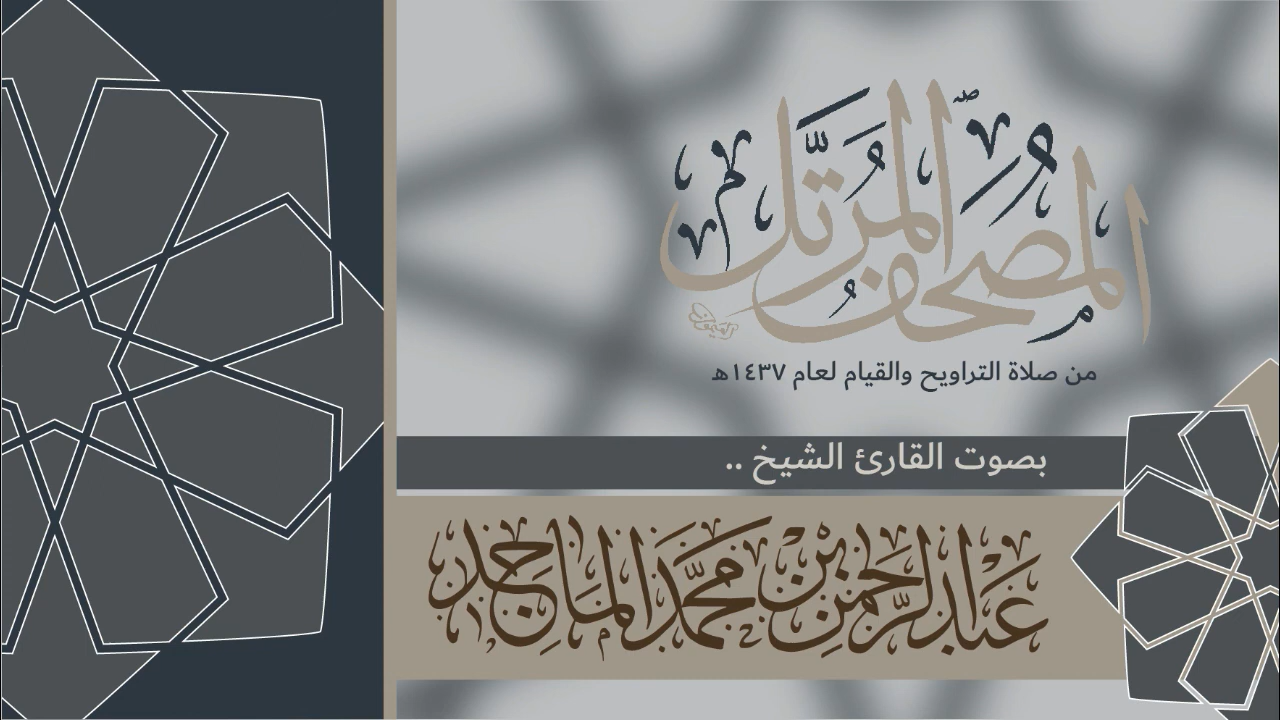 المصحف المرتل
من صلاة التراويح والقيام لعام ١٤٣٧هـ
بصوت القارئ الشيخ ..
عبدالرحمن بن محمد الماجد